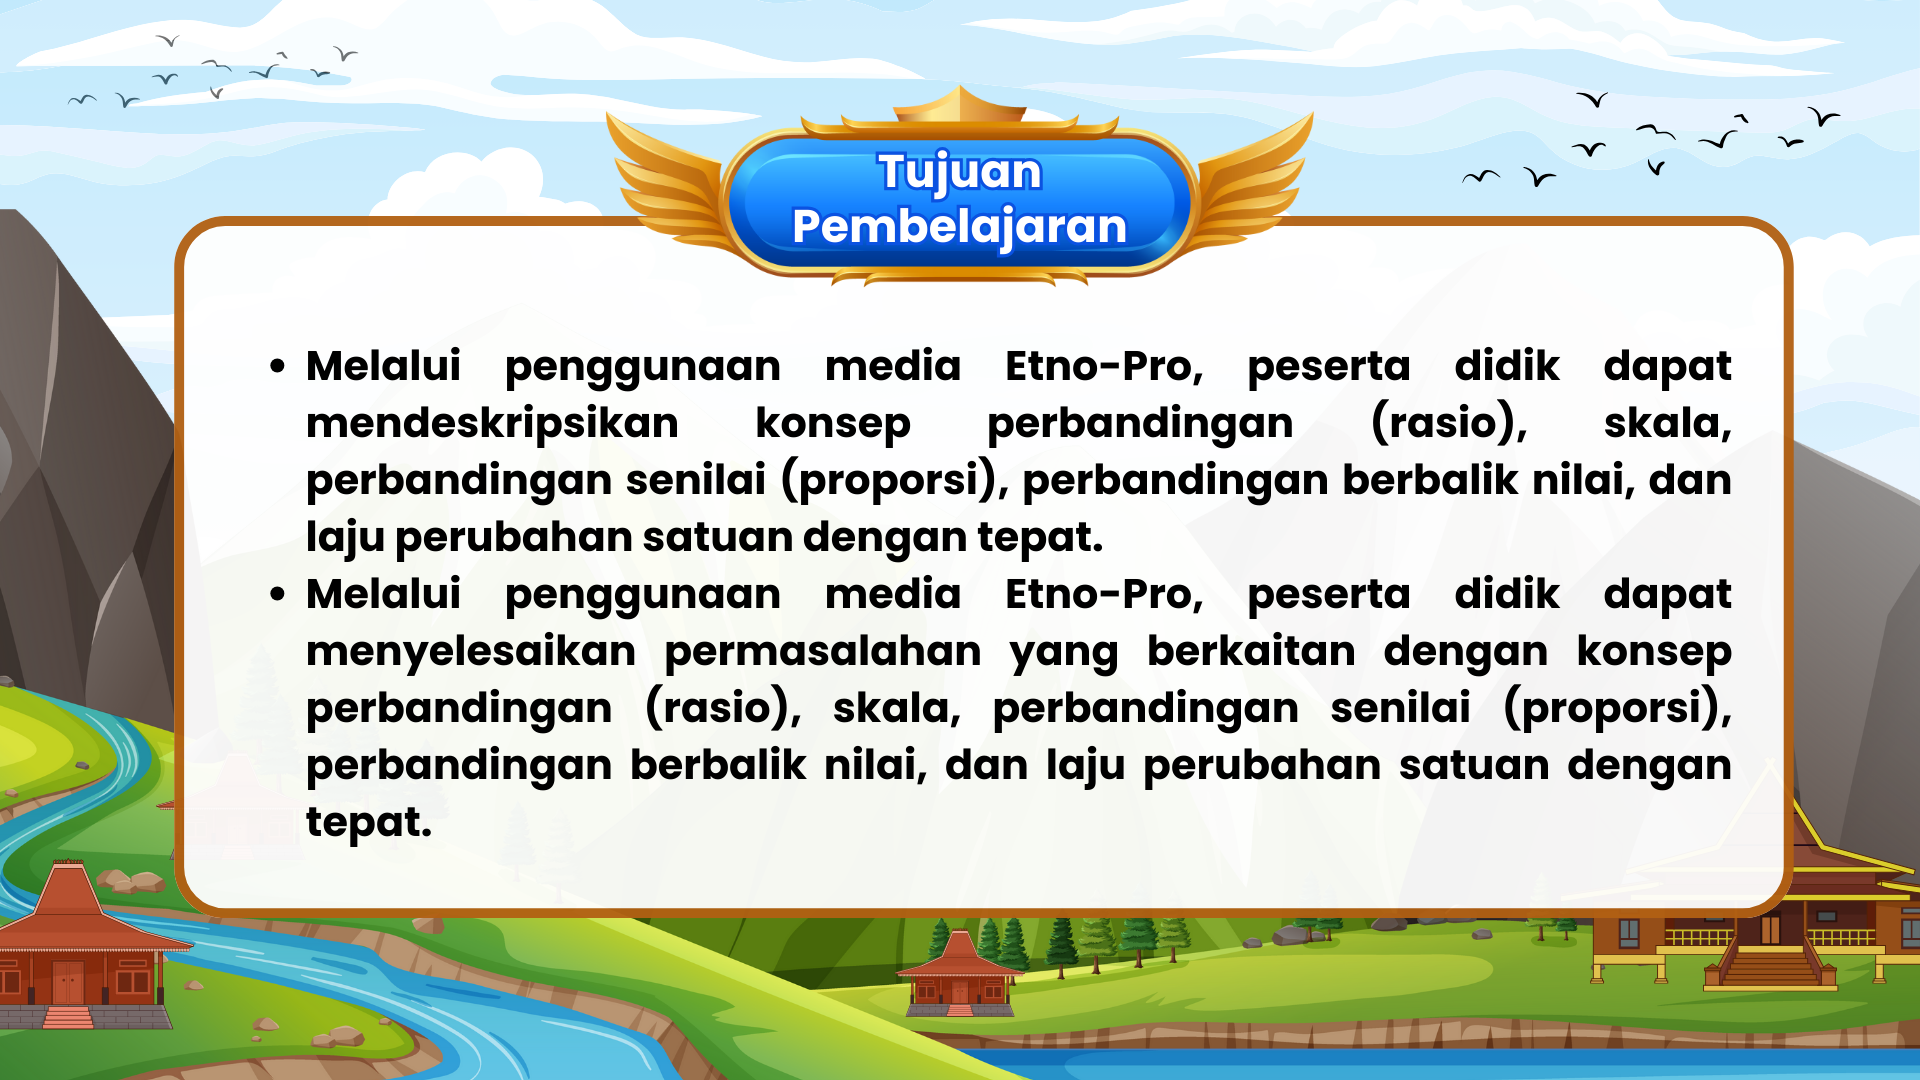 Tujuan
Pembelajaran
• Melalui penggunaan media Etno-Pro, peserta didik dapat
mendeskripsikan konsep perbandingan (rasio), skala,
perbandingan senilai (proporsi), perbandingan berbalik nilai, dan
laju perubahan satuan dengan tepat.
• Melalui penggunaan media Etno-Pro, peserta didik dapat
menyelesaikan permasalahan yang berkaitan dengan konsep
perbandingan (rasio), skala, perbandingan senilai (proporsi),
perbandingan berbalik nilai, dan laju perubahan satuan dengan
tepat.